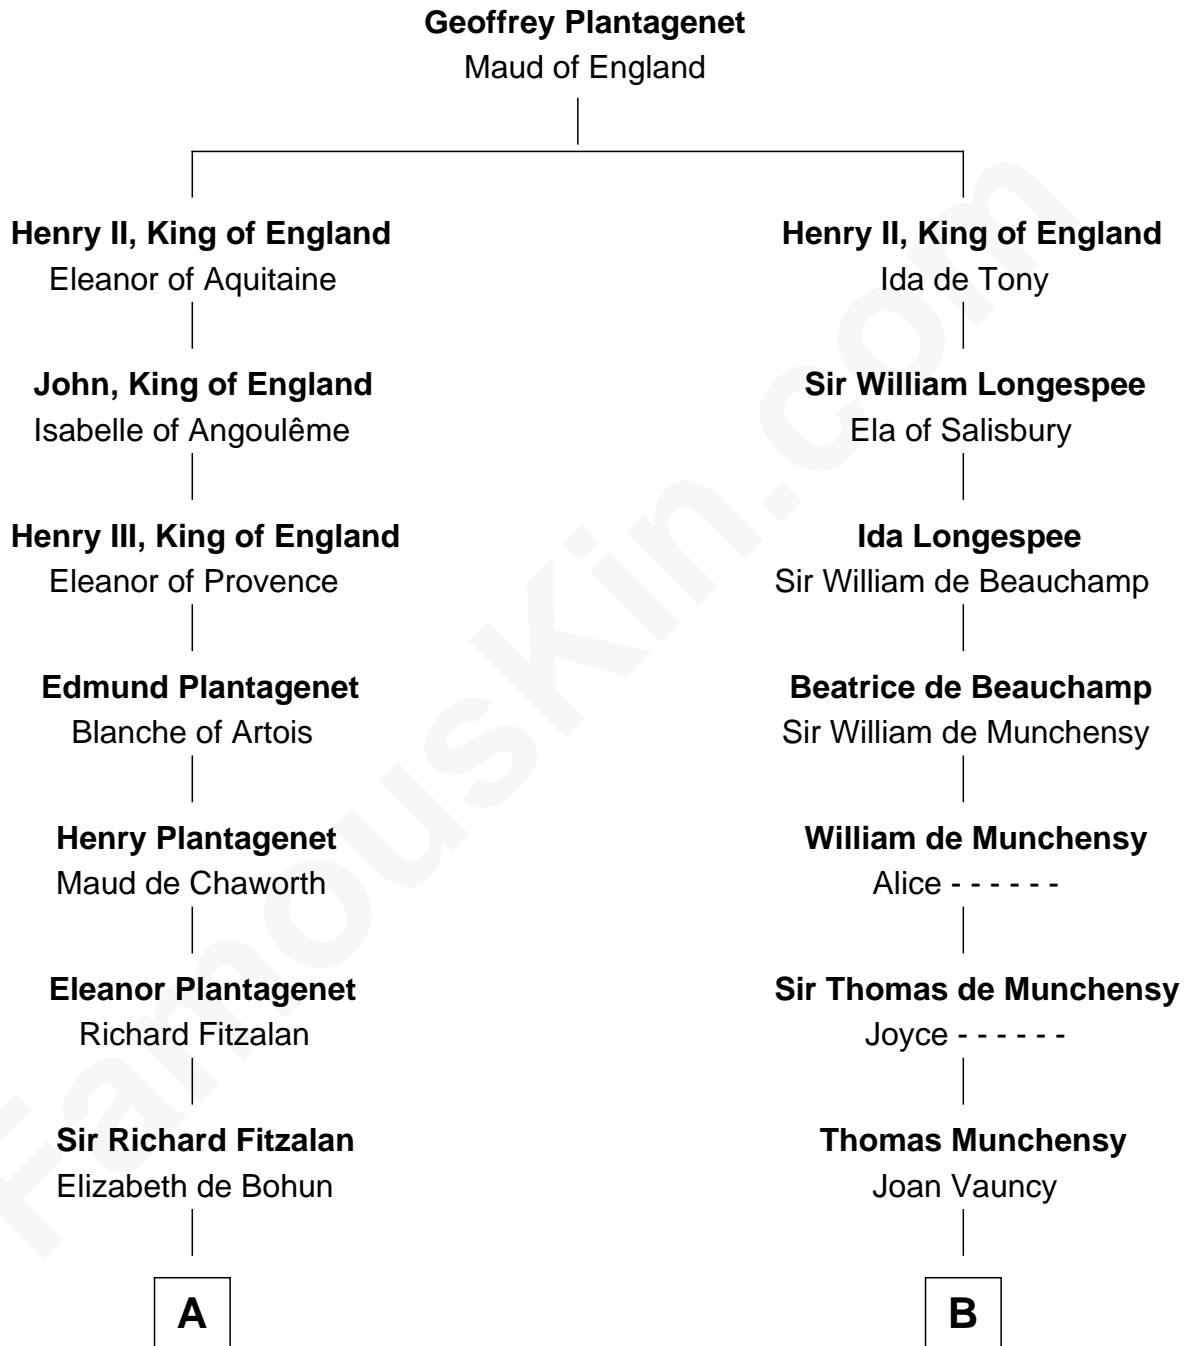 Geoffrey Plantagenet
Maud of England
Henry II, King of England
Eleanor of Aquitaine
John, King of England
Isabelle of Angoulême
Henry III, King of England
Eleanor of Provence
Edmund Plantagenet
Blanche of Artois
Henry Plantagenet
Maud de Chaworth
Eleanor Plantagenet
Richard Fitzalan
Sir Richard Fitzalan
Elizabeth de Bohun
A
Henry II, King of England
Ida de Tony
Sir William Longespee
Ela of Salisbury
Ida Longespee
Sir William de Beauchamp
Beatrice de Beauchamp
Sir William de Munchensy
William de Munchensy
Alice - - - - - -
Sir Thomas de Munchensy
Joyce - - - - - -
Thomas Munchensy
Joan Vauncy
B
FamousKin.com